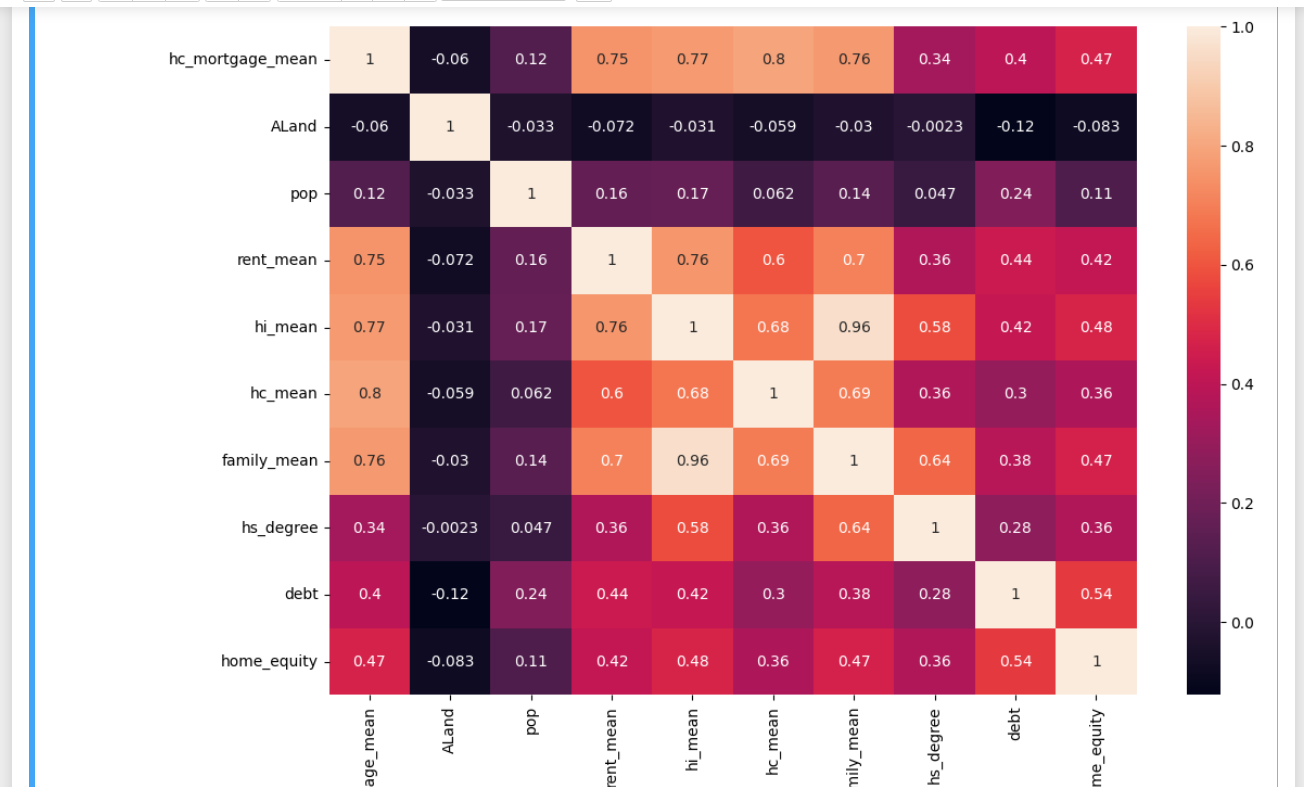 1.0
hc_mortgage_mean 1 -0.06 0.12 0.75 0.77 0.8 0.76 0.34 0.4 0.47
ALand -0.06 1 -0.033 -0.072 -0.031 -0.059 -0.03 -0.0023 -0.12 -0.083
0.8
pop 0.12 -0.033 1 0.16 0.17 0.062 0.14 0.047 0.24 0.11
rent_mean 0.75 -0.072 0.16 1 0.76 0.6 0.7 0.36 0.44 0.42
0.6
hi_mean 0.77 -0.031 0.17 0.76 1 0.68 0.96 0.58 0.42 0.48
0.4
hc_mean 0.8 -0.059 0.062 0.6 0.68 1 0.69 0.36 0.3 0.36
family_mean 0.76 -0.03 0.14 0.7 0.96 0.69 1 0.64 0.38 0.47
0.2
hs_degree 0.34 -0.0023 0.047 0.36 0.58 0.36 0.64 1 0.28 0.36
debt 0.4 -0.12 0.24 0.44 0.42 0.3 0.38 0.28 1 0.54
0.0
home_equity 0.47 -0.083 0.11 0.42 0.48 0.36 0.47 0.36 0.54 1
age_mean
ALand
pop
rent_mean
hi_mean
hc_mean
mily_mean
hs_degree
debt
me_equity